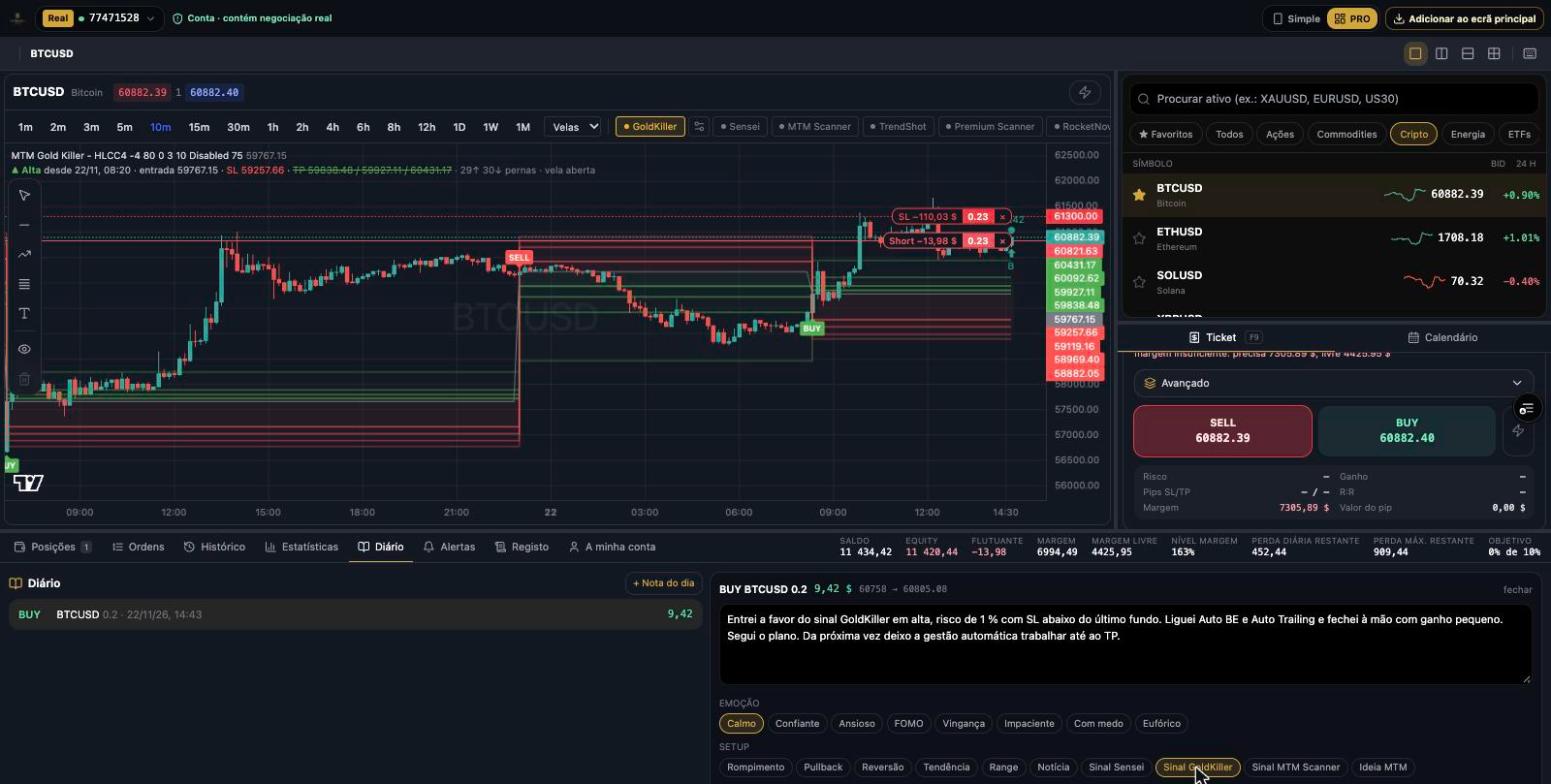 Real 77471528 Conta · contém negociação real Simple PRO Adicionar ao ecrã principal
BTCUSD
BTCUSD Bitcoin 60882.39 1 60882.40
1m 2m 3m 5m 10m 15m 30m 1h 2h 4h 6h 8h 12h 1D 1W 1M Velas GoldKiller Sensei MTM Scanner TrendShot Premium Scanner RocketNov
MTM Gold Killer - HLCC4 -4 80 0 3 10 Disabled 75 59767.15
▲ Alta desde 22/11, 08:20 · entrada 59767.15 · SL 59257.66 · TP 59838.48 / 59927.11 / 60431.17 · 29↑ 30↓ pernas · vela aberta
62500.00
62000.00
61500.00
SL −110,03 $ 0.23 × 42 61300.00
60882.39
Short −13,98 $ 0.23 × 60821.63
SELL
B
60431.17
60092.62
59927.11
59838.48
BTCUSD
59767.15
BUY
59257.66
59119.16
58969.40
58882.05
58000.00
57500.00
57000.00
56500.00
UY
56000.00
09:00 12:00 15:00 18:00 21:00 22 03:00 06:00 09:00 12:00 14:30
Procurar ativo (ex.: XAUUSD, EURUSD, US30)
★ Favoritos Todos Ações Commodities Cripto Energia ETFs
SÍMBOLO BID 24 H
BTCUSD 60882.39 +0.90%
Bitcoin
ETHUSD 1708.18 +1.01%
Ethereum
SOLUSD 70.32 −0.40%
Solana
Ticket F9 Calendário
margem insuficiente: precisa 7305.89 $, livre 4425.95 $
Avançado
SELL BUY
60882.39 60882.40
Risco – Ganho –
Pips SL/TP – / – R:R –
Margem 7305,89 $ Valor do pip 0,00 $
Posições 1 Ordens Histórico Estatísticas Diário Alertas Registo A minha conta
SALDO EQUITY FLUTUANTE MARGEM MARGEM LIVRE NÍVEL MARGEM PERDA DIÁRIA RESTANTE PERDA MÁX. RESTANTE OBJETIVO
11 434,42 11 420,44 −13,98 6994,49 4425,95 163% 452,44 909,44 0% de 10%
Diário + Nota do dia
BUY BTCUSD 0.2 · 22/11/26, 14:43 9,42
BUY BTCUSD 0.2 9,42 $ 60758 → 60805.08 fechar
Entrei a favor do sinal GoldKiller em alta, risco de 1 % com SL abaixo do último fundo. Liguei Auto BE e Auto Trailing e fechei à mão com ganho pequeno.
Segui o plano. Da próxima vez deixo a gestão automática trabalhar até ao TP.
EMOÇÃO
Calmo Confiante Ansioso FOMO Vingança Impaciente Com medo Eufórico
SETUP
Rompimento Pullback Reversão Tendência Range Notícia Sinal Sensei Sinal GoldKiller Sinal MTM Scanner Ideia MTM